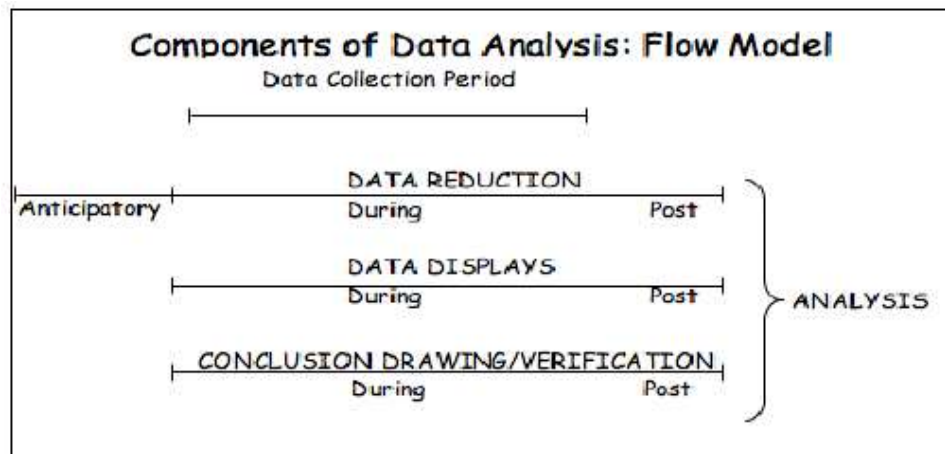 Components of Data Analysis: Flow Model
Data Collection Period
DATA REDUCTION
Anticipatory During Post
DATA DISPLAYS
During Post
ANALYSIS
CONCLUSION DRAWING/VERIFICATION
During Post